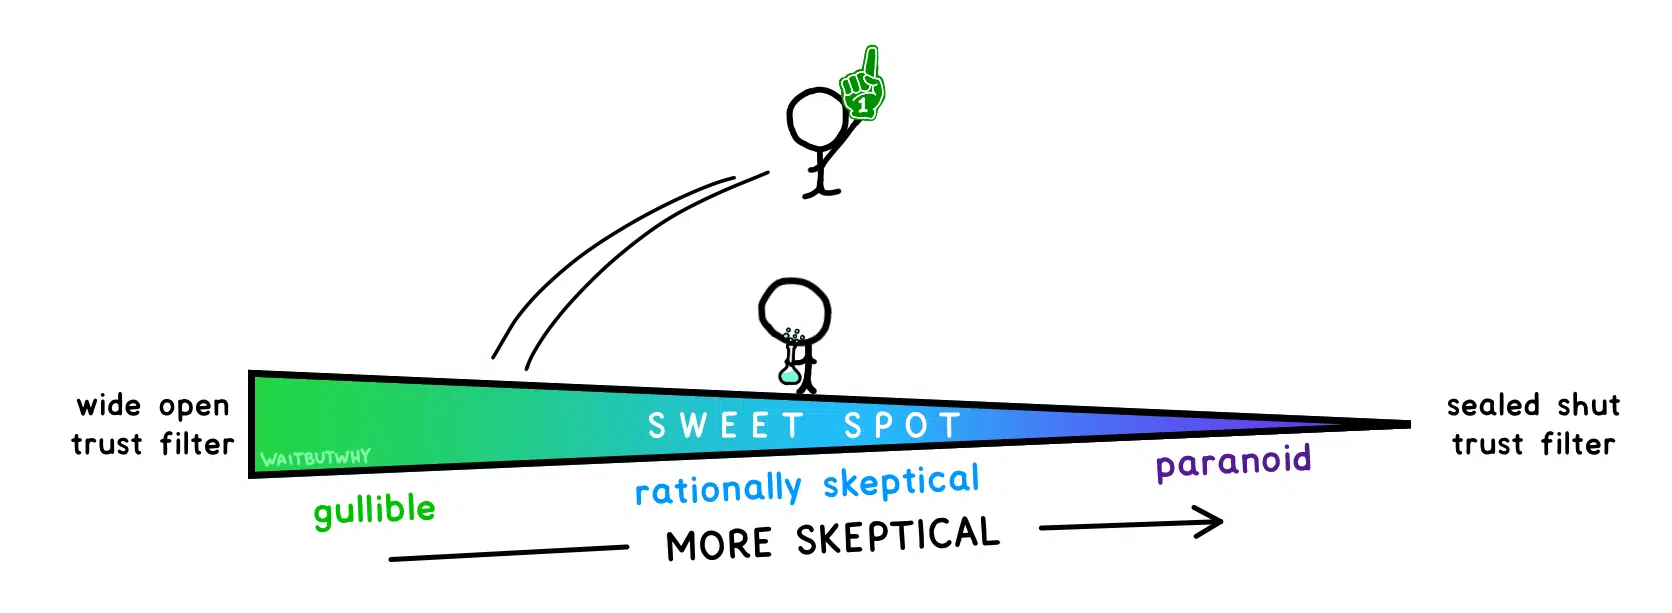 1
wide open
trust filter
SWEET SPOT
sealed shut
trust filter
WAITBUTWHY
gullible
rationally skeptical
paranoid
MORE SKEPTICAL